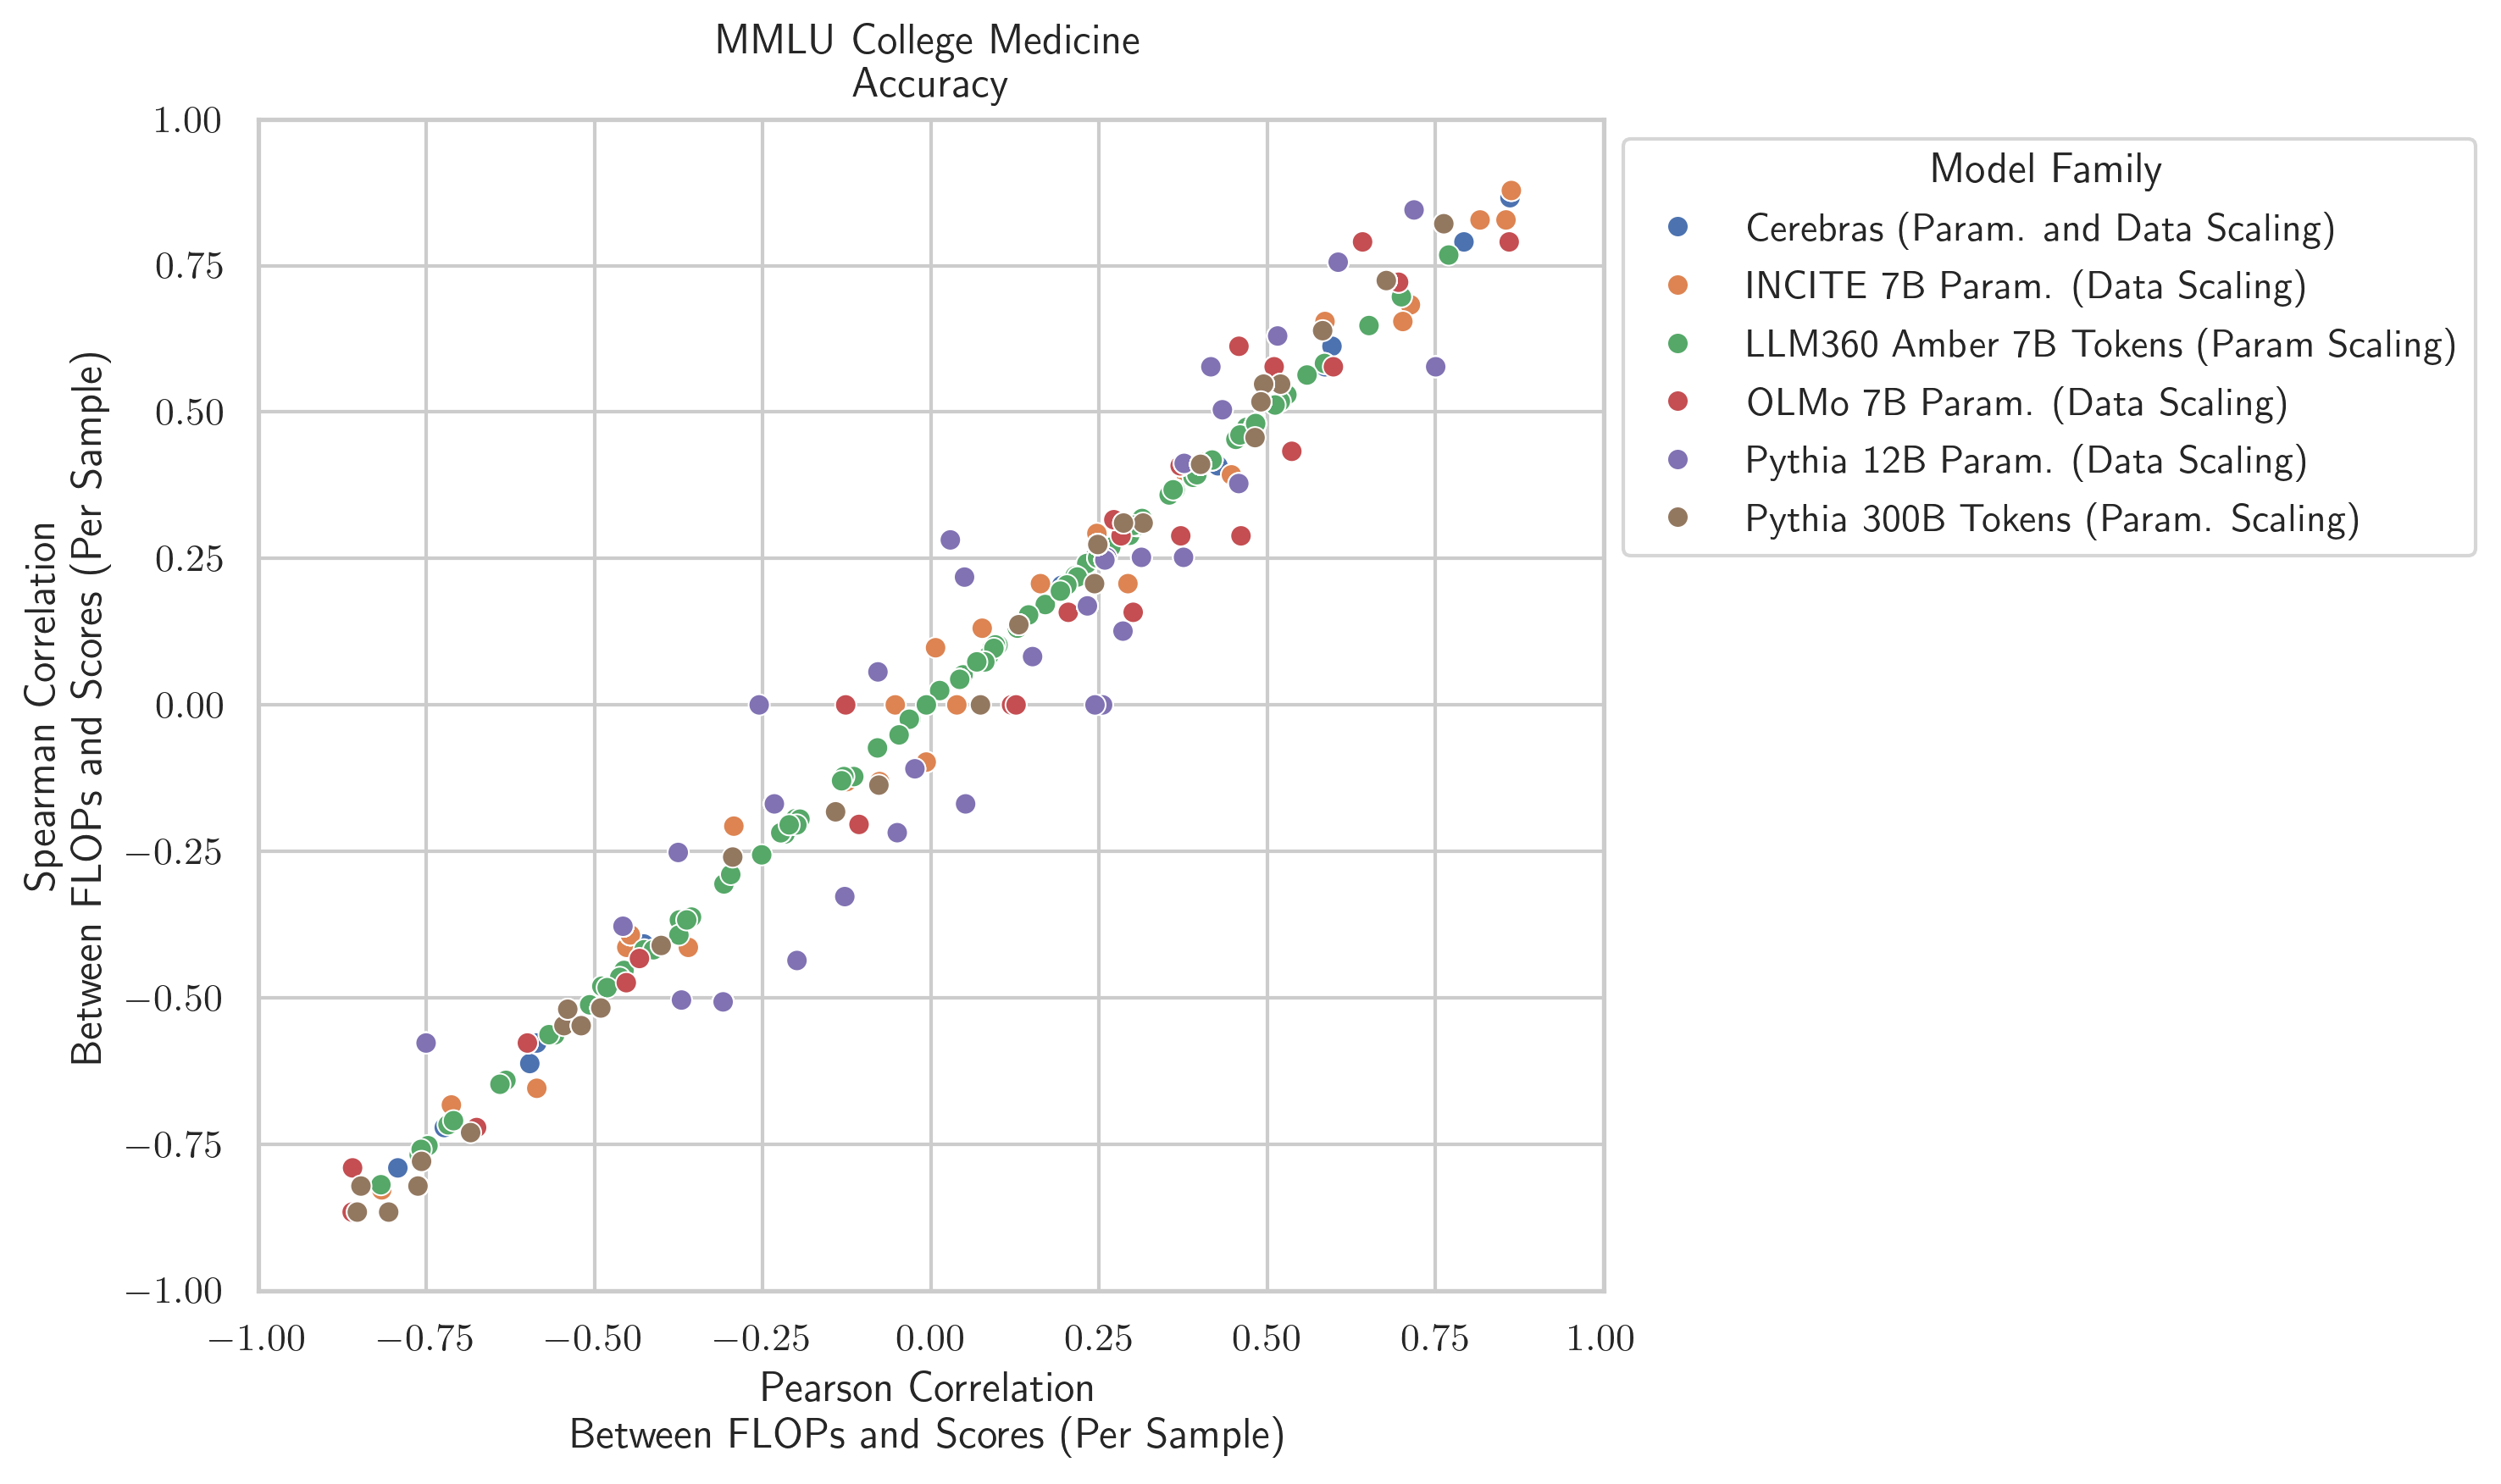 MMLU College Medicine
Accuracy
1.00
0.75
0.50
0.25
0.00
−0.25
−0.50
−0.75
−1.00
Spearman Correlation
Between FLOPs and Scores (Per Sample)
−1.00
−0.75
−0.50
−0.25
0.00
0.25
0.50
0.75
1.00
Pearson Correlation
Between FLOPs and Scores (Per Sample)
Model Family
Cerebras (Param. and Data Scaling)
INCITE 7B Param. (Data Scaling)
LLM360 Amber 7B Tokens (Param Scaling)
OLMo 7B Param. (Data Scaling)
Pythia 12B Param. (Data Scaling)
Pythia 300B Tokens (Param. Scaling)